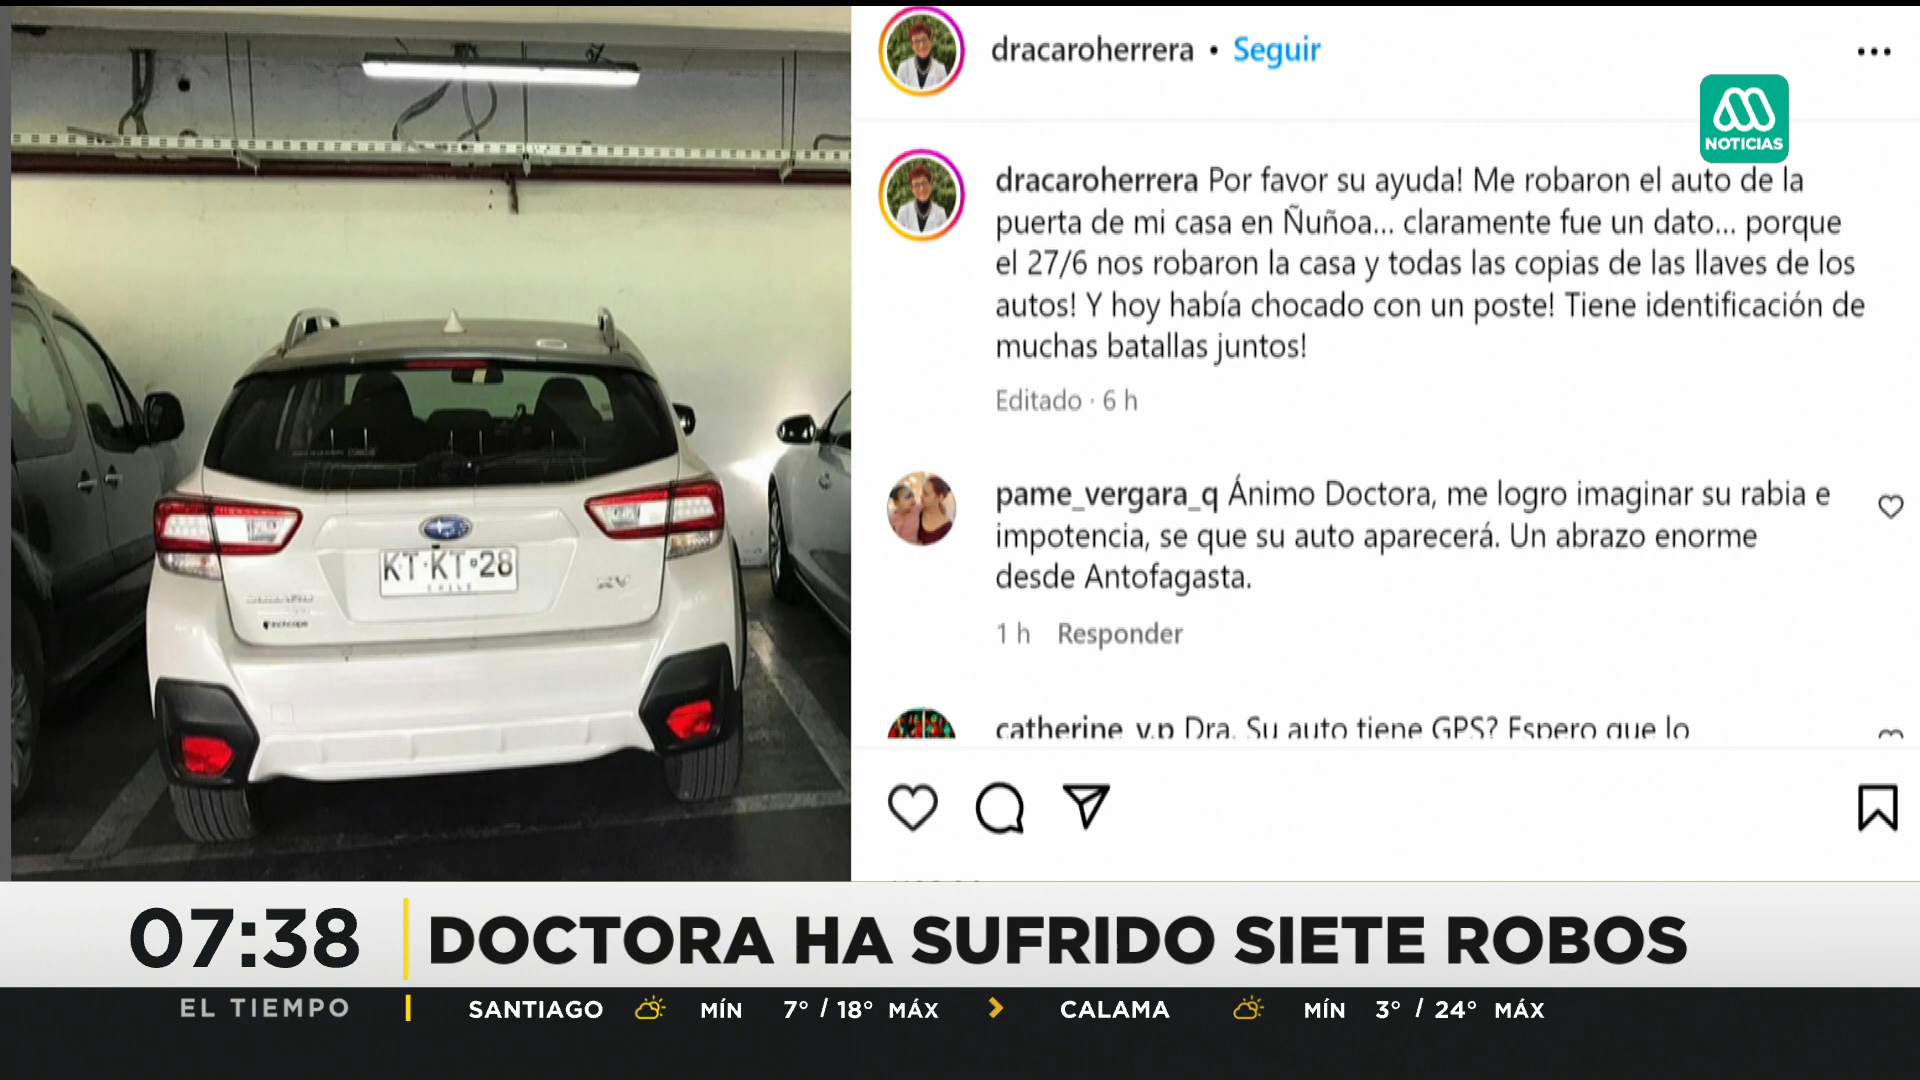 dracaroherrera • Seguir
NOTICIAS
dracaroherrera Por favor su ayuda! Me robaron el auto de la
puerta de mi casa en Ñuñoa... claramente fue un dato... porque
el 27/6 nos robaron la casa y todas las copias de las llaves de los
autos! Y hoy había chocado con un poste! Tiene identificación de
muchas batallas juntos!
Editado · 6 h
pame_vergara_q Ánimo Doctora, me logro imaginar su rabia e
impotencia, se que su auto aparecerá. Un abrazo enorme
desde Antofagasta.
1 h Responder
catherine_v.p Dra. Su auto tiene GPS? Espero que lo
KT·KT·28
CHILE
SUBARU
XV
inchcape
07:38 DOCTORA HA SUFRIDO SIETE ROBOS
EL TIEMPO SANTIAGO MÍN 7° / 18° MÁX CALAMA MÍN 3° / 24° MÁX